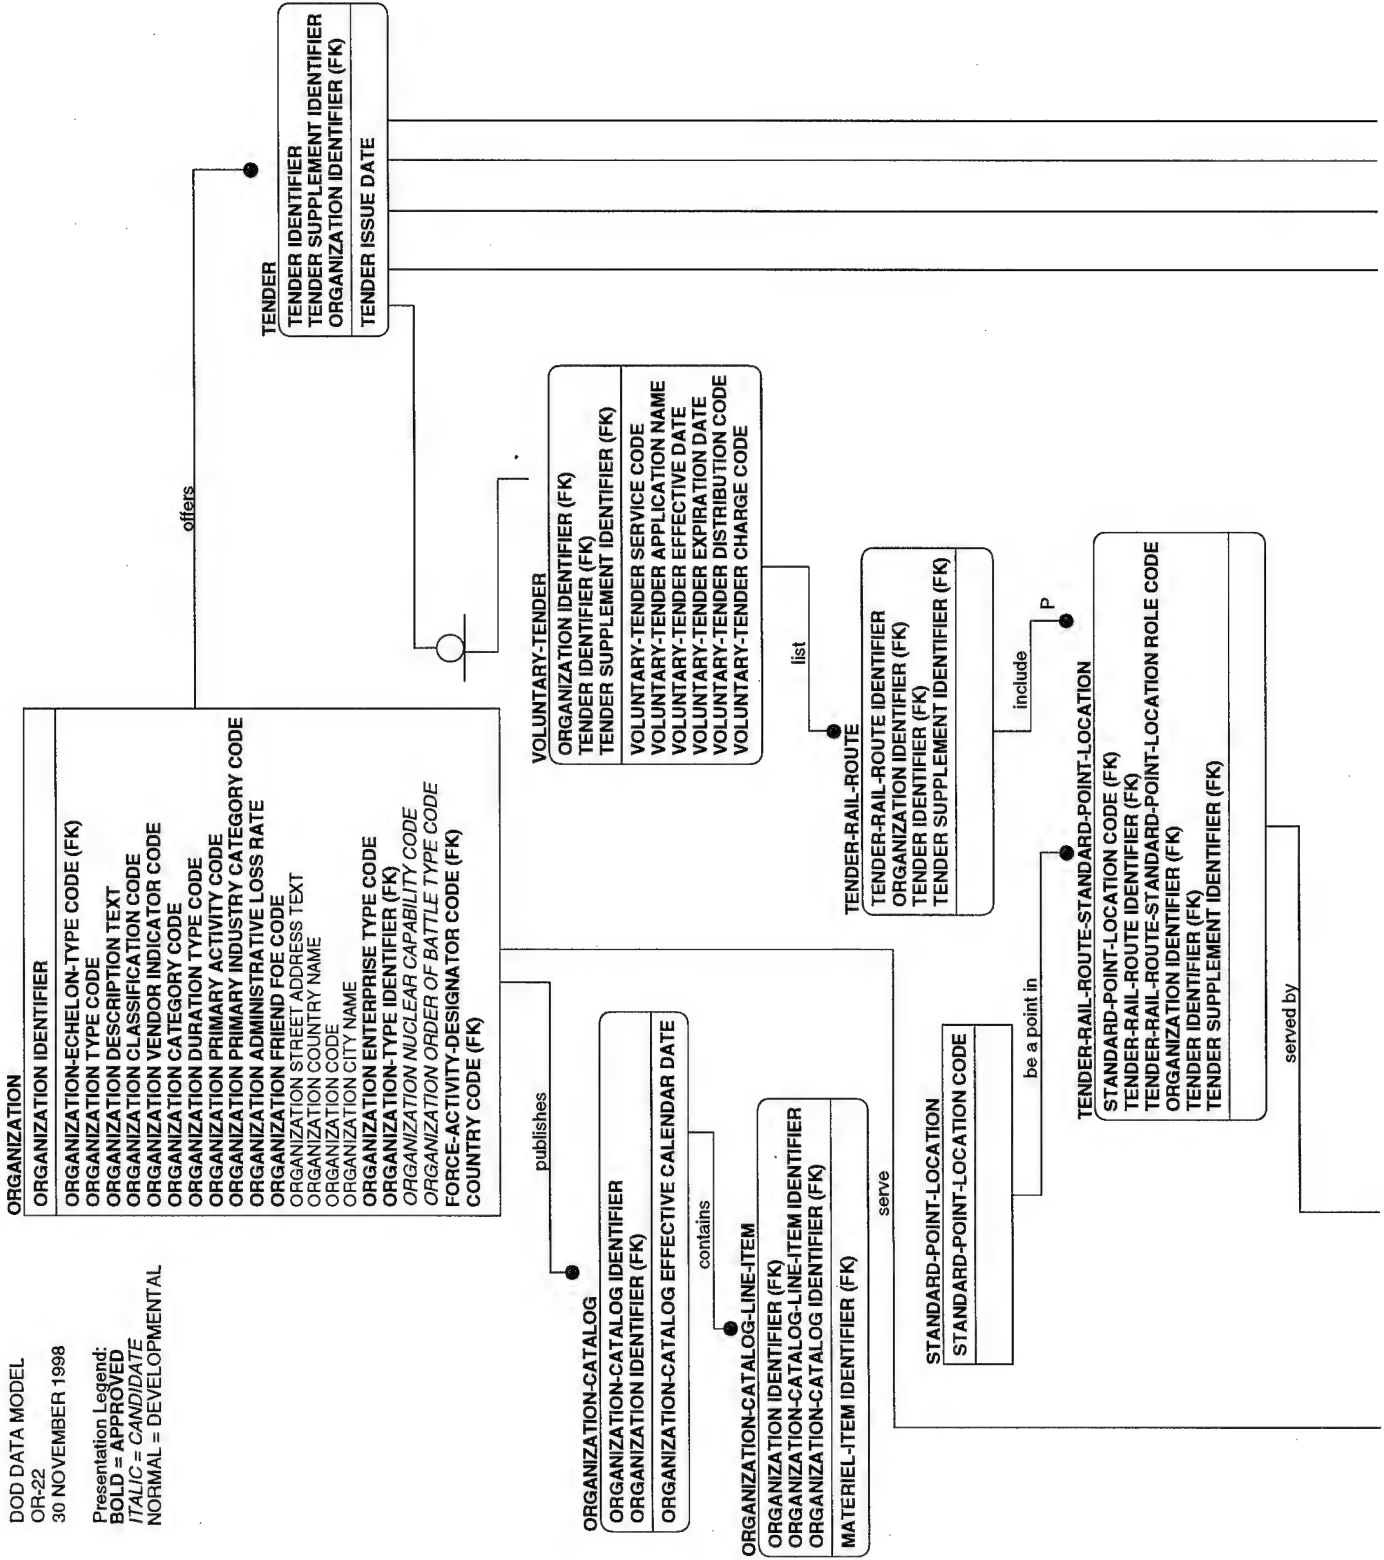 DOD DATA MODEL
OR-22
30 NOVEMBER 1998
Presentation Legend:
BOLD = APPROVED
ITALIC = CANDIDATE
NORMAL = DEVELOPMENTAL
ORGANIZATION
ORGANIZATION IDENTIFIER
ORGANIZATION-ECHELON-TYPE CODE (FK)
ORGANIZATION TYPE CODE
ORGANIZATION DESCRIPTION TEXT
ORGANIZATION CLASSIFICATION CODE
ORGANIZATION VENDOR INDICATOR CODE
ORGANIZATION CATEGORY CODE
ORGANIZATION DURATION TYPE CODE
ORGANIZATION PRIMARY ACTIVITY CODE
ORGANIZATION PRIMARY INDUSTRY CATEGORY CODE
ORGANIZATION ADMINISTRATIVE LOSS RATE
ORGANIZATION FRIEND FOE CODE
ORGANIZATION STREET ADDRESS TEXT
ORGANIZATION COUNTRY NAME
ORGANIZATION CODE
ORGANIZATION CITY NAME
ORGANIZATION ENTERPRISE TYPE CODE
ORGANIZATION-TYPE IDENTIFIER (FK)
ORGANIZATION NUCLEAR CAPABILITY CODE
ORGANIZATION ORDER OF BATTLE TYPE CODE
FORCE-ACTIVITY-DESIGNATOR CODE (FK)
COUNTRY CODE (FK)
offers
TENDER
TENDER IDENTIFIER
TENDER SUPPLEMENT IDENTIFIER
ORGANIZATION IDENTIFIER (FK)
TENDER ISSUE DATE
publishes
ORGANIZATION-CATALOG
ORGANIZATION-CATALOG IDENTIFIER
ORGANIZATION IDENTIFIER (FK)
ORGANIZATION-CATALOG EFFECTIVE CALENDAR DATE
contains
ORGANIZATION-CATALOG-LINE-ITEM
ORGANIZATION IDENTIFIER (FK)
ORGANIZATION-CATALOG-LINE-ITEM IDENTIFIER
ORGANIZATION-CATALOG IDENTIFIER (FK)
MATERIEL-ITEM IDENTIFIER (FK)
serve
VOLUNTARY-TENDER
ORGANIZATION IDENTIFIER (FK)
TENDER IDENTIFIER (FK)
TENDER SUPPLEMENT IDENTIFIER (FK)
VOLUNTARY-TENDER SERVICE CODE
VOLUNTARY-TENDER APPLICATION NAME
VOLUNTARY-TENDER EFFECTIVE DATE
VOLUNTARY-TENDER EXPIRATION DATE
VOLUNTARY-TENDER DISTRIBUTION CODE
VOLUNTARY-TENDER CHARGE CODE
list
TENDER-RAIL-ROUTE
TENDER-RAIL-ROUTE IDENTIFIER
ORGANIZATION IDENTIFIER (FK)
TENDER IDENTIFIER (FK)
TENDER SUPPLEMENT IDENTIFIER (FK)
include
P
STANDARD-POINT-LOCATION
STANDARD-POINT-LOCATION CODE
be a point in
TENDER-RAIL-ROUTE-STANDARD-POINT-LOCATION
STANDARD-POINT-LOCATION CODE (FK)
TENDER-RAIL-ROUTE IDENTIFIER (FK)
TENDER-RAIL-ROUTE-STANDARD-POINT-LOCATION ROLE CODE
ORGANIZATION IDENTIFIER (FK)
TENDER IDENTIFIER (FK)
TENDER SUPPLEMENT IDENTIFIER (FK)
served by